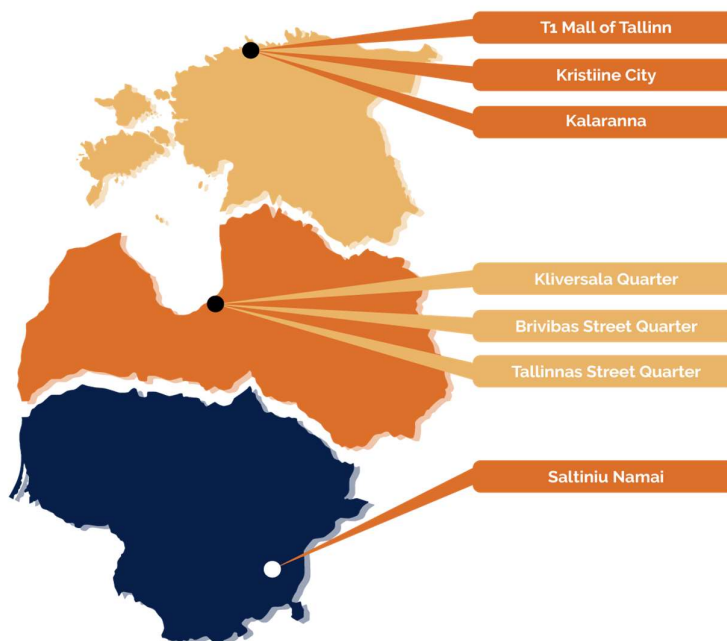 T1 Mall of Tallinn
Kristiine City
Kalaranna
Kliversala Quarter
Brivibas Street Quarter
Tallinnas Street Quarter
Saltiniu Namai